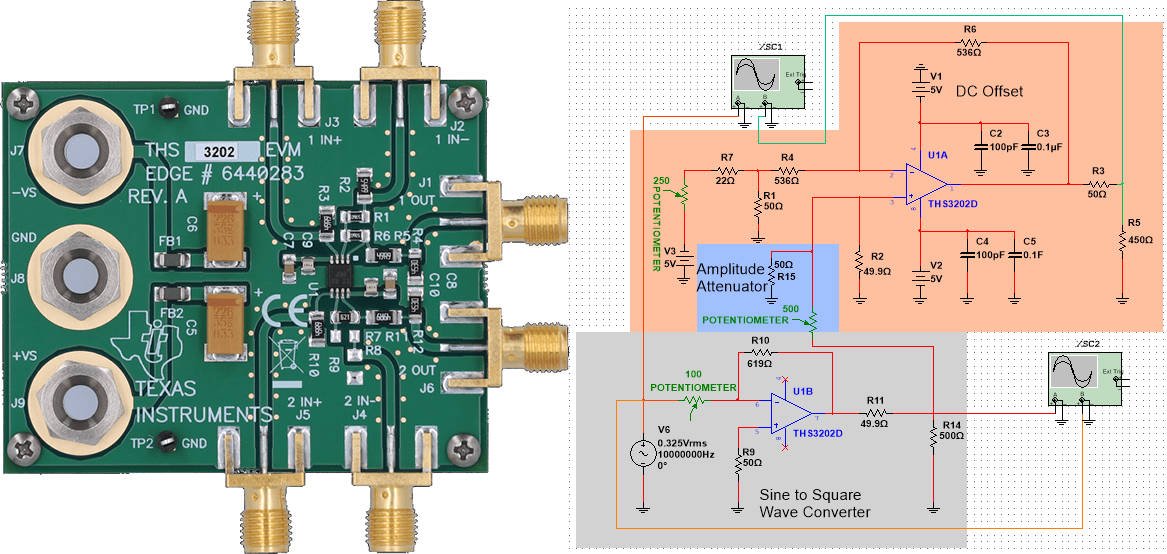 TP1
GND
J3
1 IN+
J2
1 IN-
J7
THS 3202 EVM
EDGE # 6440283
REV. A
-VS
J1
1 OUT
R3
R2
R1
R6 R5
R4
C6
+
C7
C9
FB1
GND
J8
C8
C10
FB2
C5
+
R7 R11
R8
R9
R10
R12
2 OUT
J6
+VS
J9
TEXAS
INSTRUMENTS
2 IN+
J5
2 IN-
J4
TP2
GND
XSC1
Ext Trig
A
B
R6
536Ω
V1
5V
DC Offset
C2
100pF
C3
0.1µF
U1A
THS3202D
R7
22Ω
R4
536Ω
R1
50Ω
250
POTENTIOMETER
V3
5V
R3
50Ω
R5
450Ω
R2
49.9Ω
C4
100pF
C5
0.1F
V2
5V
Amplitude
Attenuator
50Ω
R15
500
POTENTIOMETER
R10
619Ω
100
POTENTIOMETER
U1B
THS3202D
R11
49.9Ω
R14
500Ω
V6
0.325Vrms
10000000Hz
0°
R9
50Ω
Sine to Square
Wave Converter
XSC2
Ext Trig
A
B